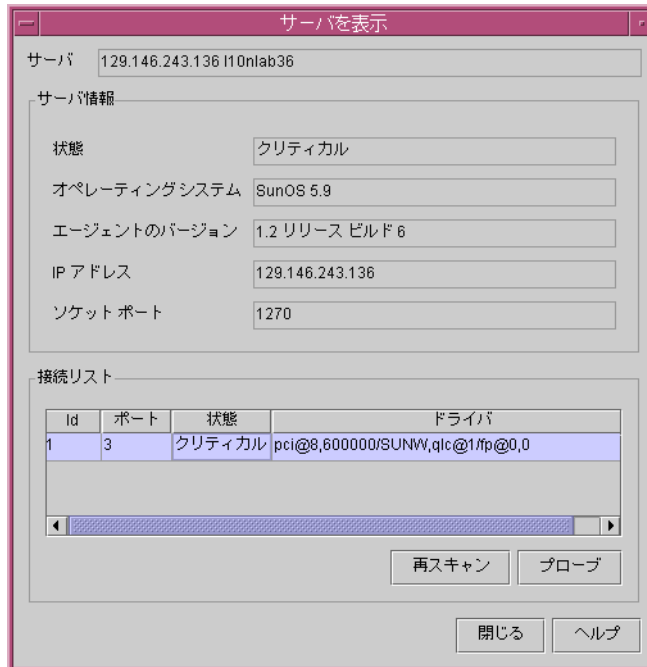 サーバを表示
サーバ 129.146.243.136 l10nlab36
サーバ情報
状態 クリティカル
オペレーティングシステム SunOS 5.9
エージェントのバージョン 1.2 リリース ビルド 6
IP アドレス 129.146.243.136
ソケット ポート 1270
接続リスト
Id ポート 状態 ドライバ
1 3 クリティカル pci@8,600000/SUNW,qlc@1/fp@0,0
再スキャン プローブ
閉じる ヘルプ